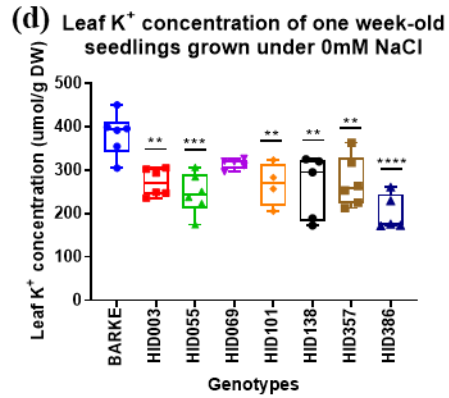 (d) Leaf K⁺ concentration of one week-old
seedlings grown under 0mM NaCl
Leaf K⁺ concentration (umol/g DW)
500
400
300
200
100
0
** *** ** ** ** ****
BARKE HID003 HID055 HID069 HID101 HID138 HID357 HID386
Genotypes